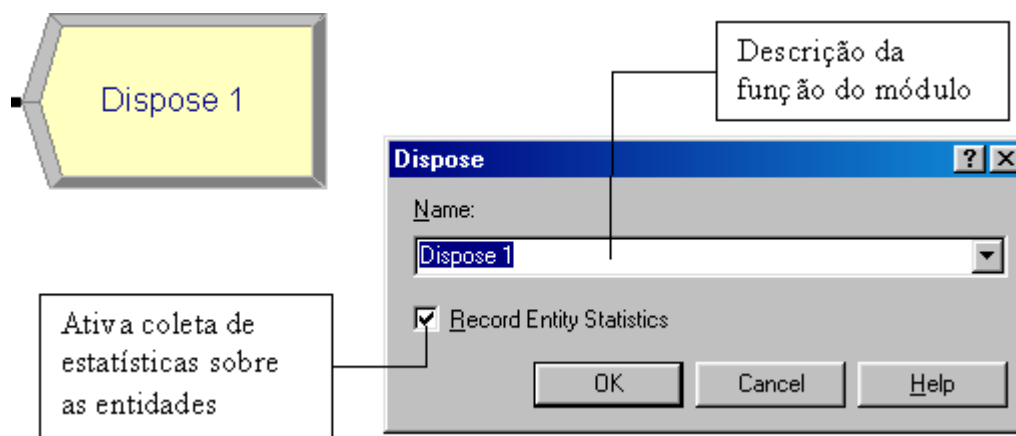 Dispose 1
Descrição da
função do módulo
Dispose
Name:
Dispose 1
Ativa coleta de
estatísticas sobre
as entidades
Record Entity Statistics
OK
Cancel
Help